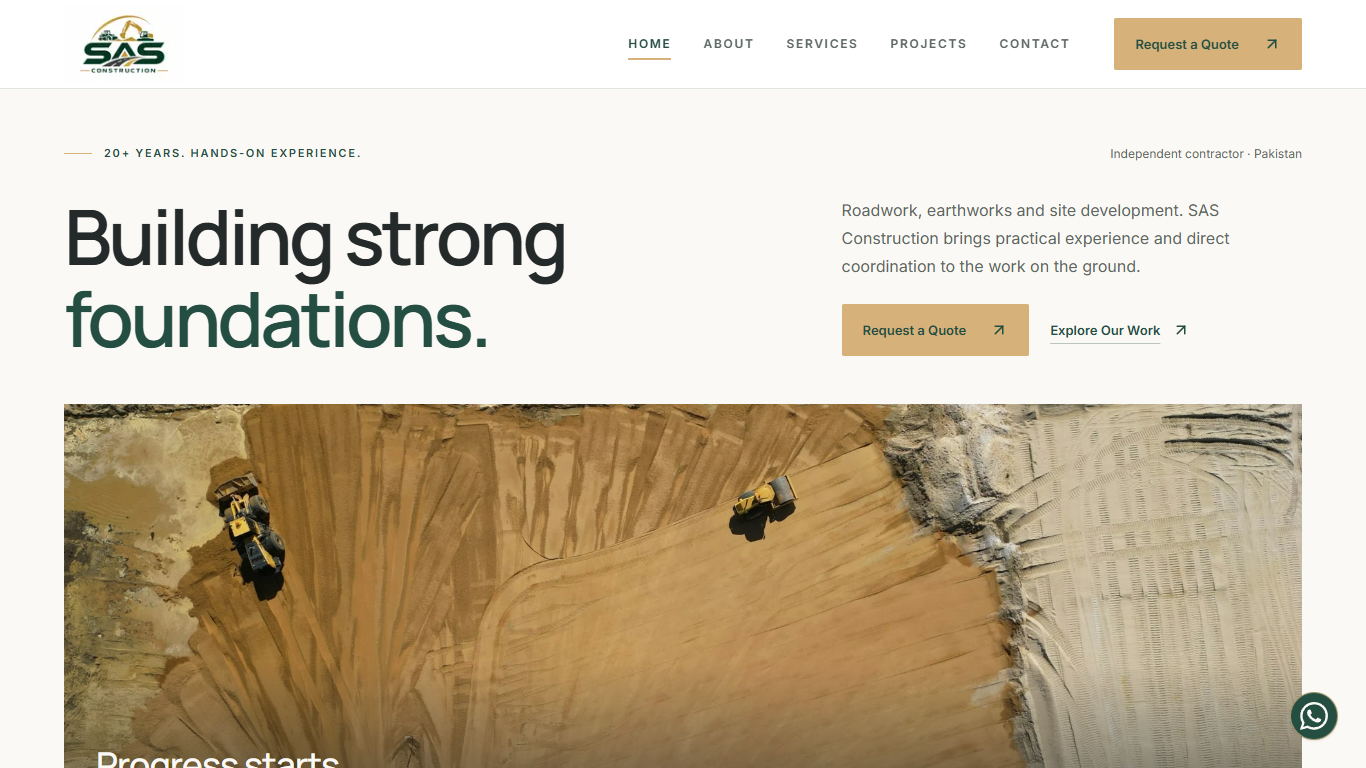 SAS
CONSTRUCTION
HOME
ABOUT
SERVICES
PROJECTS
CONTACT
Request a Quote
20+ YEARS. HANDS-ON EXPERIENCE.
Independent contractor · Pakistan
Building strong
foundations.
Roadwork, earthworks and site development. SAS
Construction brings practical experience and direct
coordination to the work on the ground.
Request a Quote
Explore Our Work
Progress starts